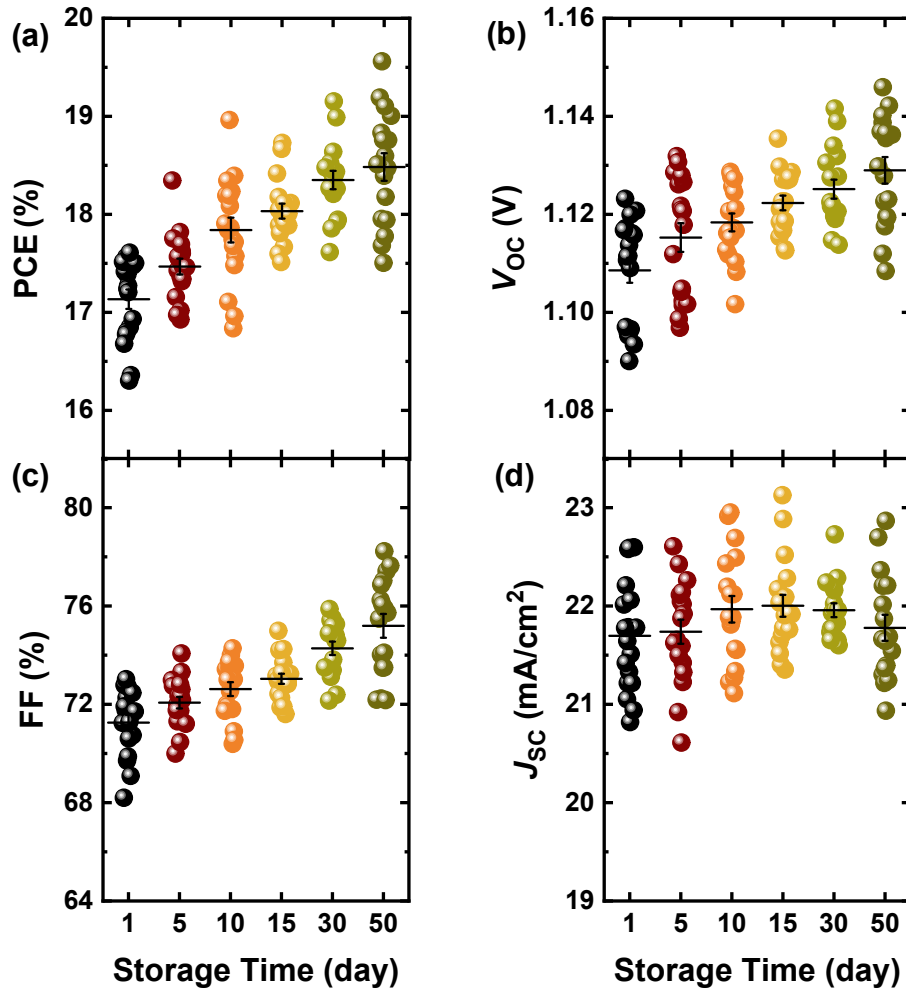 (a)
PCE (%)
20
19
18
17
16
(b)
V_OC (V)
1.16
1.14
1.12
1.10
1.08
(c)
FF (%)
80
76
72
68
64
1 5 10 15 30 50
Storage Time (day)
(d)
J_SC (mA/cm²)
23
22
21
20
19
1 5 10 15 30 50
Storage Time (day)